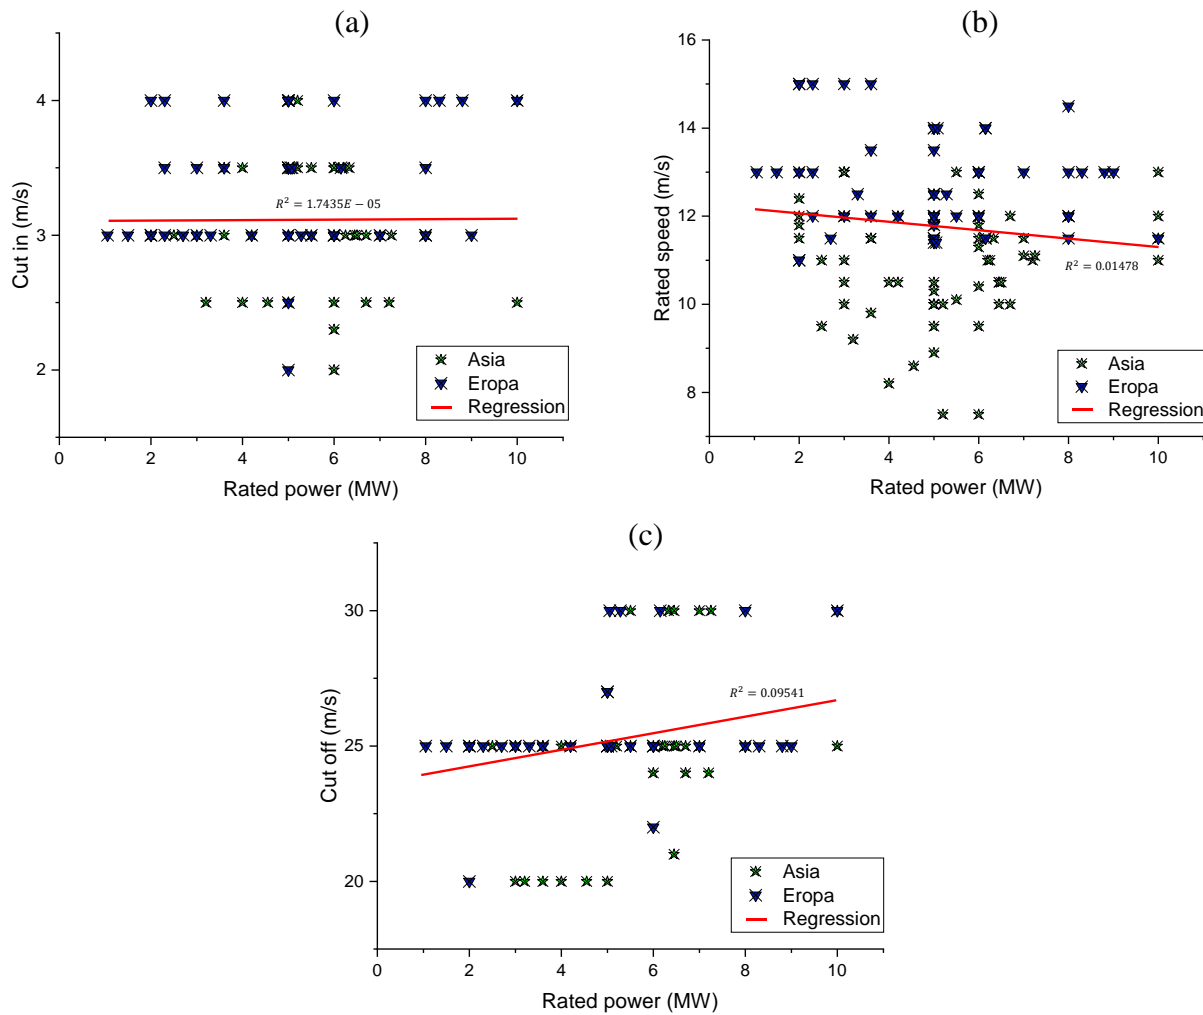 (a)
4
3
2
Cut in (m/s)
R² = 1.7435E − 05
Asia
Eropa
Regression
0 2 4 6 8 10
Rated power (MW)
(b)
16
14
12
10
8
Rated speed (m/s)
R² = 0.01478
Asia
Eropa
Regression
0 2 4 6 8 10
Rated power (MW)
(c)
30
25
20
Cut off (m/s)
R² = 0.09541
Asia
Eropa
Regression
0 2 4 6 8 10
Rated power (MW)